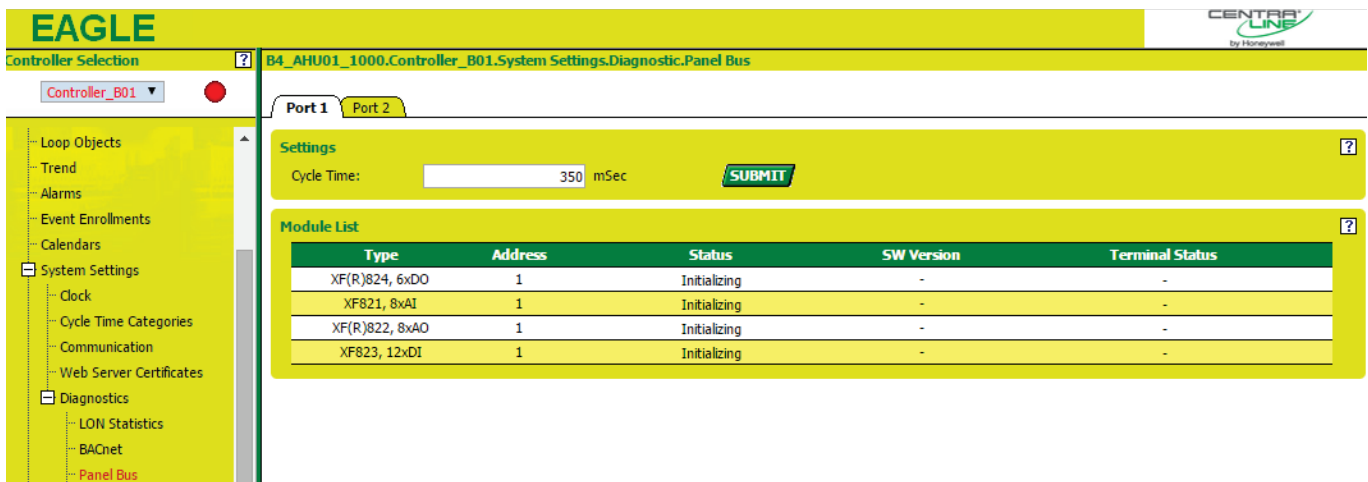 EAGLE
CENTRA
LINE
by Honeywell
Controller Selection ?
Controller_B01 ▼
Loop Objects
Trend
Alarms
Event Enrollments
Calendars
System Settings
Clock
Cycle Time Categories
Communication
Web Server Certificates
Diagnostics
LON Statistics
BACnet
Panel Bus
B4_AHU01_1000.Controller_B01.System Settings.Diagnostic.Panel Bus
Port 1 Port 2
Settings ?
Cycle Time: 350 mSec SUBMIT
Module List ?
Type Address Status SW Version Terminal Status
XF(R)824, 6xDO 1 Initializing - -
XF821, 8xAI 1 Initializing - -
XF(R)822, 8xAO 1 Initializing - -
XF823, 12xDI 1 Initializing - -